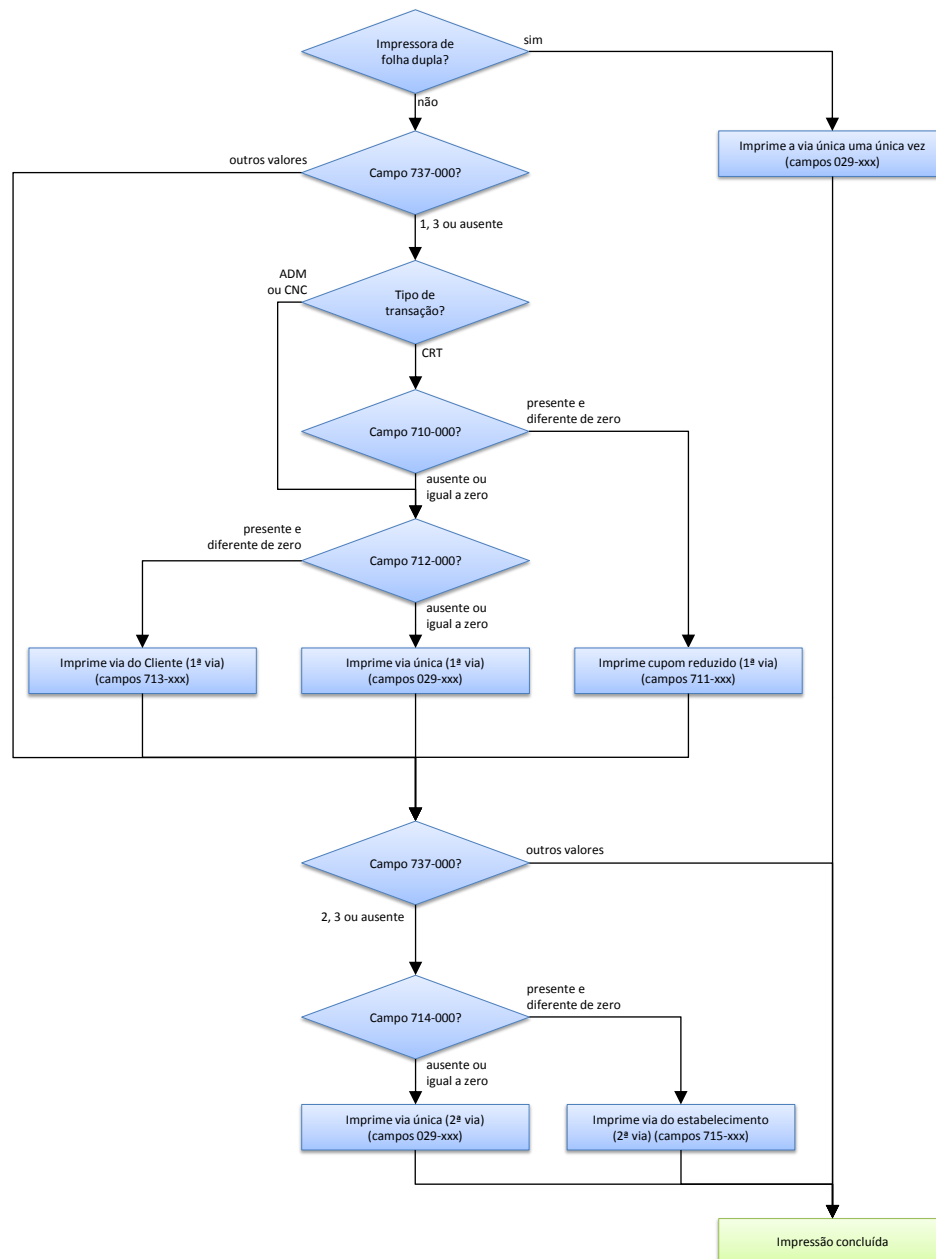 Impressora de
folha dupla?
sim
não
Imprime a via única uma única vez
(campos 029-xxx)
outros valores
Campo 737-000?
1, 3 ou ausente
ADM
ou CNC
Tipo de
transação?
CRT
presente e
diferente de zero
Campo 710-000?
ausente ou
igual a zero
presente e
diferente de zero
Campo 712-000?
ausente ou
igual a zero
Imprime via do Cliente (1ª via)
(campos 713-xxx)
Imprime via única (1ª via)
(campos 029-xxx)
Imprime cupom reduzido (1ª via)
(campos 711-xxx)
Campo 737-000?
outros valores
2, 3 ou ausente
presente e
diferente de zero
Campo 714-000?
ausente ou
igual a zero
Imprime via única (2ª via)
(campos 029-xxx)
Imprime via do estabelecimento
(2ª via) (campos 715-xxx)
Impressão concluída